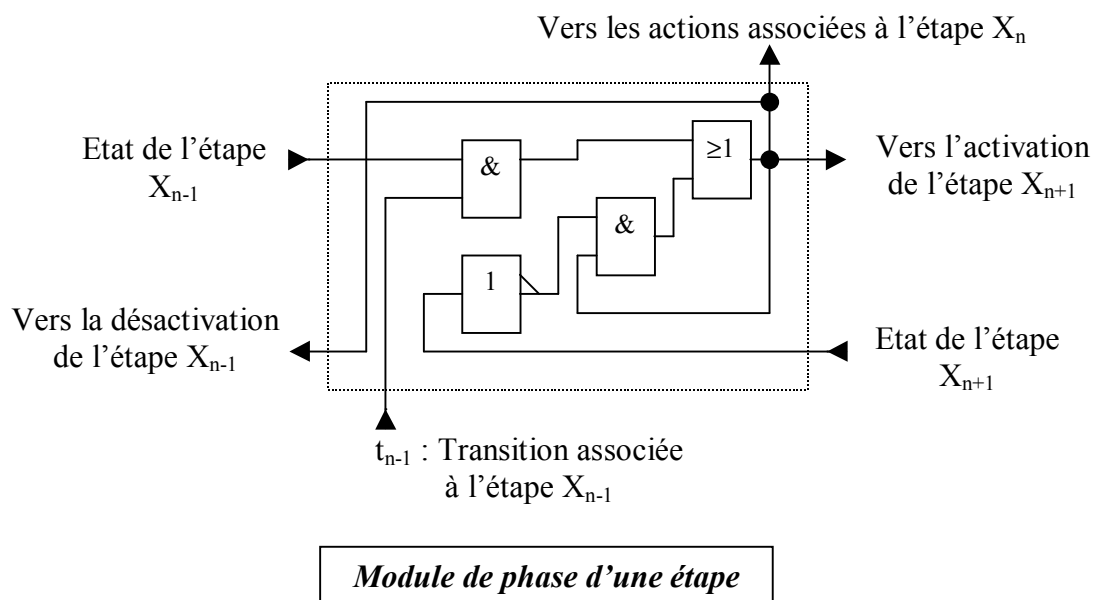 Vers les actions associées à l'étape Xn
Etat de l'étape
Xn-1
&
≥1
Vers l'activation
de l'étape Xn+1
&
1
Vers la désactivation
de l'étape Xn-1
Etat de l'étape
Xn+1
tn-1 : Transition associée
à l'étape Xn-1
Module de phase d'une étape